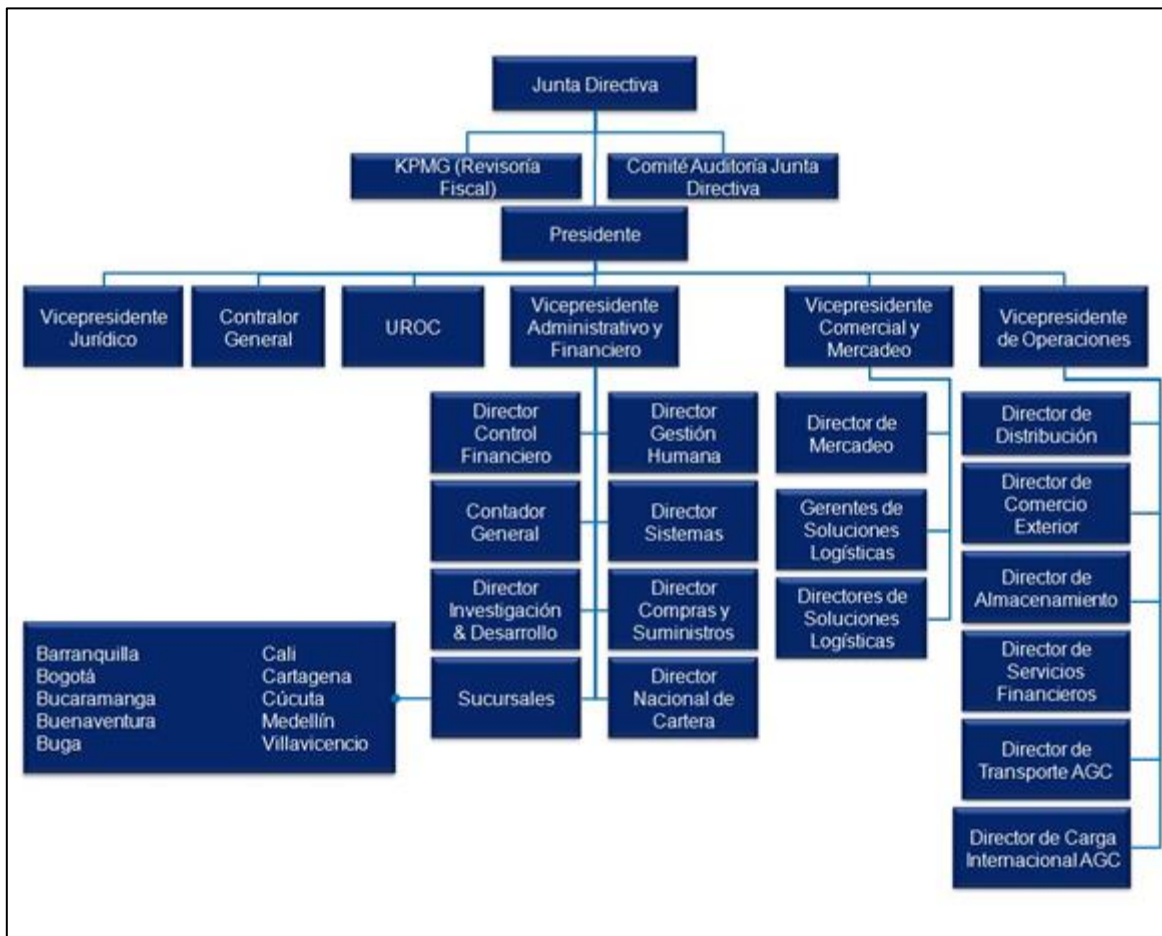 Junta Directiva
KPMG (Revisoría
Fiscal)
Comité Auditoría Junta
Directiva
Presidente
Vicepresidente
Jurídico
Contralor
General
UROC
Vicepresidente
Administrativo y
Financiero
Vicepresidente
Comercial y
Mercadeo
Vicepresidente
de Operaciones
Director
Control
Financiero
Director
Gestión
Humana
Contador
General
Director
Sistemas
Director
Investigación
& Desarrollo
Director
Compras y
Suministros
Sucursales
Director
Nacional de
Cartera
Barranquilla
Bogotá
Bucaramanga
Buenaventura
Buga
Cali
Cartagena
Cúcuta
Medellín
Villavicencio
Director de
Mercadeo
Gerentes de
Soluciones
Logísticas
Directores de
Soluciones
Logísticas
Director de
Distribución
Director de
Comercio
Exterior
Director de
Almacenamiento
Director de
Servicios
Financieros
Director de
Transporte AGC
Director de Carga
Internacional AGC